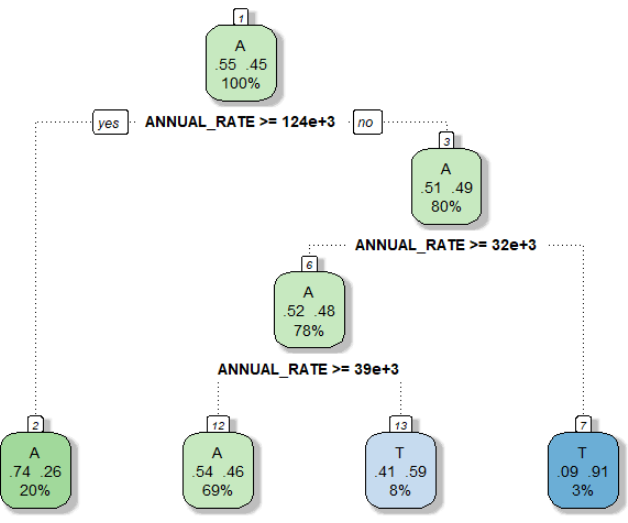 1
A
.55 .45
100%
yes ANNUAL_RATE >= 124e+3 no
3
A
.51 .49
80%
ANNUAL_RATE >= 32e+3
6
A
.52 .48
78%
ANNUAL_RATE >= 39e+3
2
A
.74 .26
20%
12
A
.54 .46
69%
13
T
.41 .59
8%
7
T
.09 .91
3%